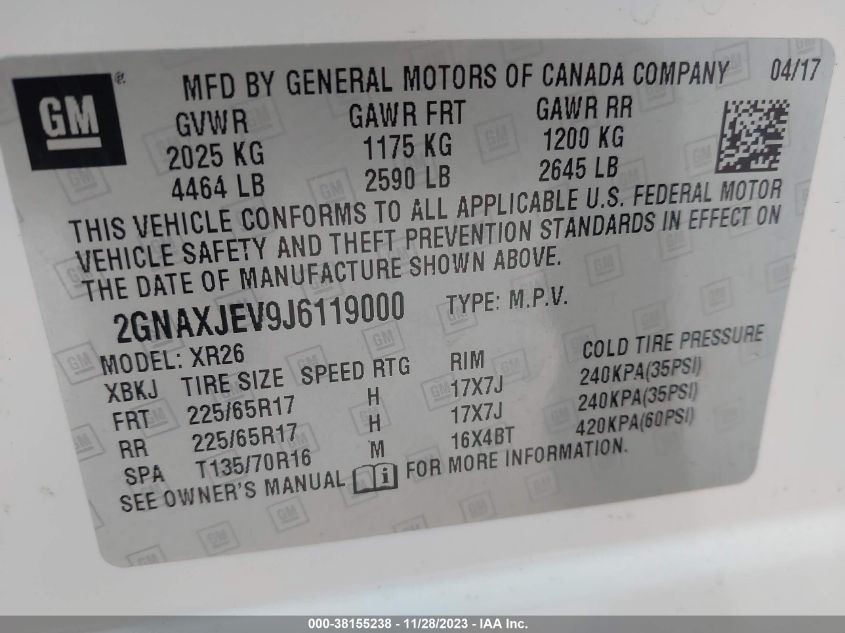 GM ® MFD BY GENERAL MOTORS OF CANADA COMPANY 04/17
GVWR GAWR FRT GAWR RR
2025 KG 1175 KG 1200 KG
4464 LB 2590 LB 2645 LB
THIS VEHICLE CONFORMS TO ALL APPLICABLE U.S. FEDERAL MOTOR
VEHICLE SAFETY AND THEFT PREVENTION STANDARDS IN EFFECT ON
THE DATE OF MANUFACTURE SHOWN ABOVE.
2GNAXJEV9J6119000 TYPE: M.P.V.
MODEL: XR26
XBKJ TIRE SIZE SPEED RTG RIM COLD TIRE PRESSURE
FRT 225/65R17 H 17X7J 240KPA(35PSI)
RR 225/65R17 H 17X7J 240KPA(35PSI)
SPA T135/70R16 M 16X4BT 420KPA(60PSI)
SEE OWNER'S MANUAL i FOR MORE INFORMATION.
000-38155238 - 11/28/2023 - IAA Inc.